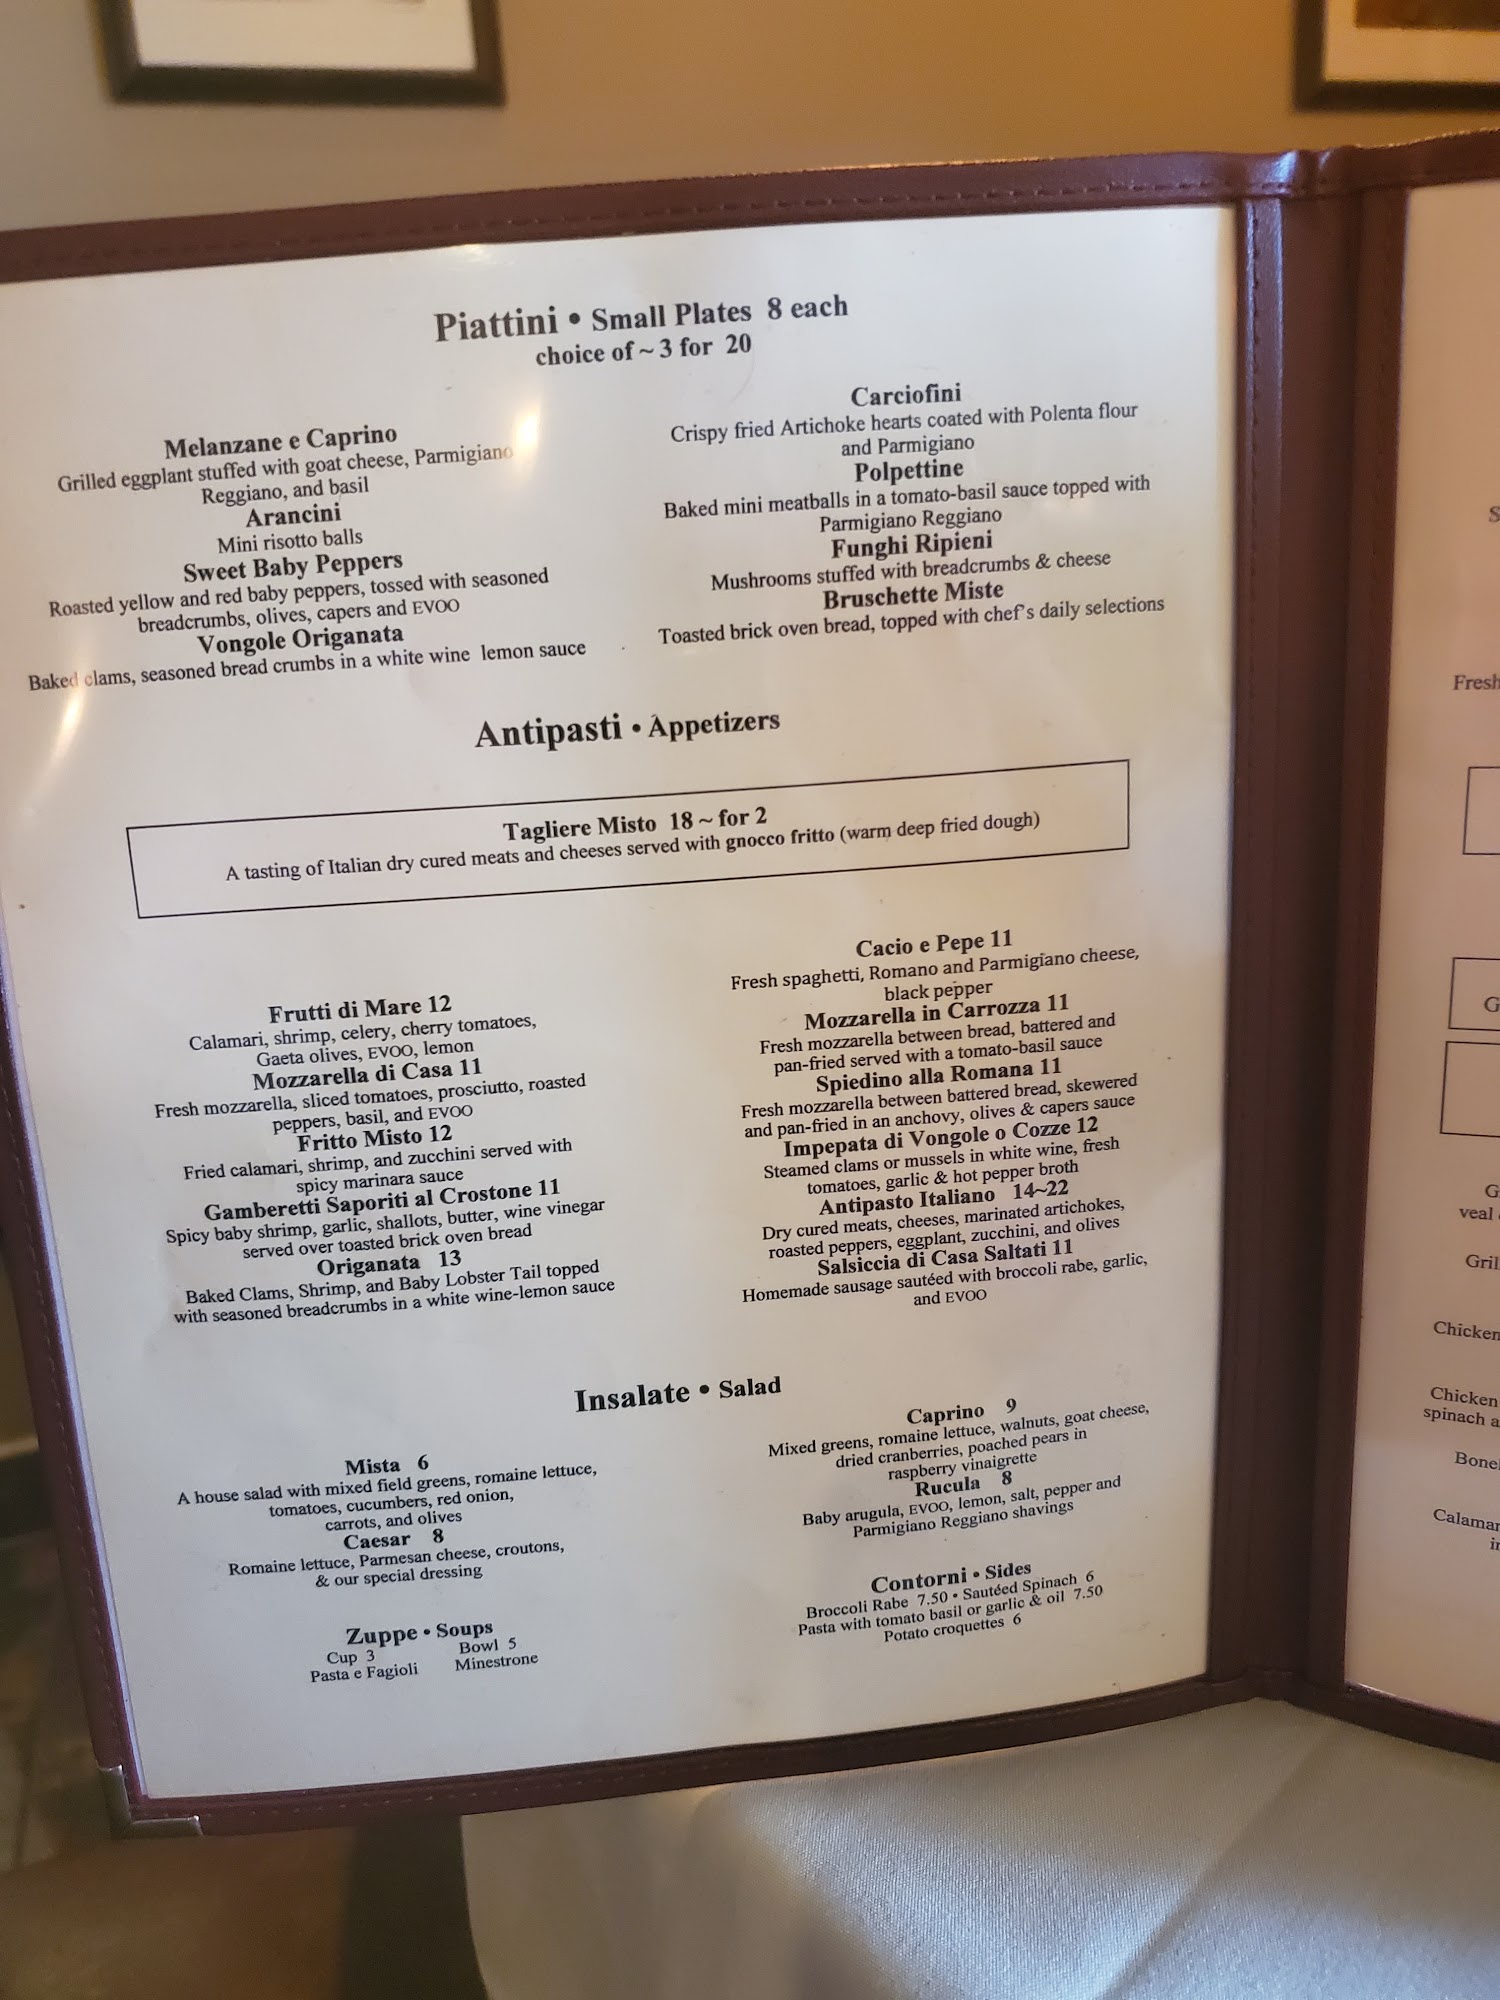 Piattini • Small Plates 8 each
choice of ~ 3 for 20
Melanzane e Caprino
Grilled eggplant stuffed with goat cheese, Parmigiano
Reggiano, and basil
Arancini
Mini risotto balls
Sweet Baby Peppers
Roasted yellow and red baby peppers, tossed with seasoned
breadcrumbs, olives, capers and EVOO
Vongole Origanata
Baked clams, seasoned bread crumbs in a white wine lemon sauce
Carciofini
Crispy fried Artichoke hearts coated with Polenta flour
and Parmigiano
Polpettine
Baked mini meatballs in a tomato-basil sauce topped with
Parmigiano Reggiano
Funghi Ripieni
Mushrooms stuffed with breadcrumbs & cheese
Bruschette Miste
Toasted brick oven bread, topped with chef's daily selections
Antipasti • Appetizers
Tagliere Misto 18 ~ for 2
A tasting of Italian dry cured meats and cheeses served with gnocco fritto (warm deep fried dough)
Frutti di Mare 12
Calamari, shrimp, celery, cherry tomatoes,
Gaeta olives, EVOO, lemon
Mozzarella di Casa 11
Fresh mozzarella, sliced tomatoes, prosciutto, roasted
peppers, basil, and EVOO
Fritto Misto 12
Fried calamari, shrimp, and zucchini served with
spicy marinara sauce
Gamberetti Saporiti al Crostone 11
Spicy baby shrimp, garlic, shallots, butter, wine vinegar
served over toasted brick oven bread
Origanata 13
Baked Clams, Shrimp, and Baby Lobster Tail topped
with seasoned breadcrumbs in a white wine-lemon sauce
Cacio e Pepe 11
Fresh spaghetti, Romano and Parmigiano cheese,
black pepper
Mozzarella in Carrozza 11
Fresh mozzarella between bread, battered and
pan-fried served with a tomato-basil sauce
Spiedino alla Romana 11
Fresh mozzarella between battered bread, skewered
and pan-fried in an anchovy, olives & capers sauce
Impepata di Vongole o Cozze 12
Steamed clams or mussels in white wine, fresh
tomatoes, garlic & hot pepper broth
Antipasto Italiano 14~22
Dry cured meats, cheeses, marinated artichokes,
roasted peppers, eggplant, zucchini, and olives
Salsiccia di Casa Saltati 11
Homemade sausage sautéed with broccoli rabe, garlic,
and EVOO
Insalate • Salad
Mista 6
A house salad with mixed field greens, romaine lettuce,
tomatoes, cucumbers, red onion,
carrots, and olives
Caesar 8
Romaine lettuce, Parmesan cheese, croutons,
& our special dressing
Caprino 9
Mixed greens, romaine lettuce, walnuts, goat cheese,
dried cranberries, poached pears in
raspberry vinaigrette
Rucula 8
Baby arugula, EVOO, lemon, salt, pepper and
Parmigiano Reggiano shavings
Zuppe • Soups
Cup 3 Bowl 5
Pasta e Fagioli Minestrone
Contorni • Sides
Broccoli Rabe 7.50 • Sautéed Spinach 6
Pasta with tomato basil or garlic & oil 7.50
Potato croquettes 6
Fresh
veal
Chicken
Chicken
spinach